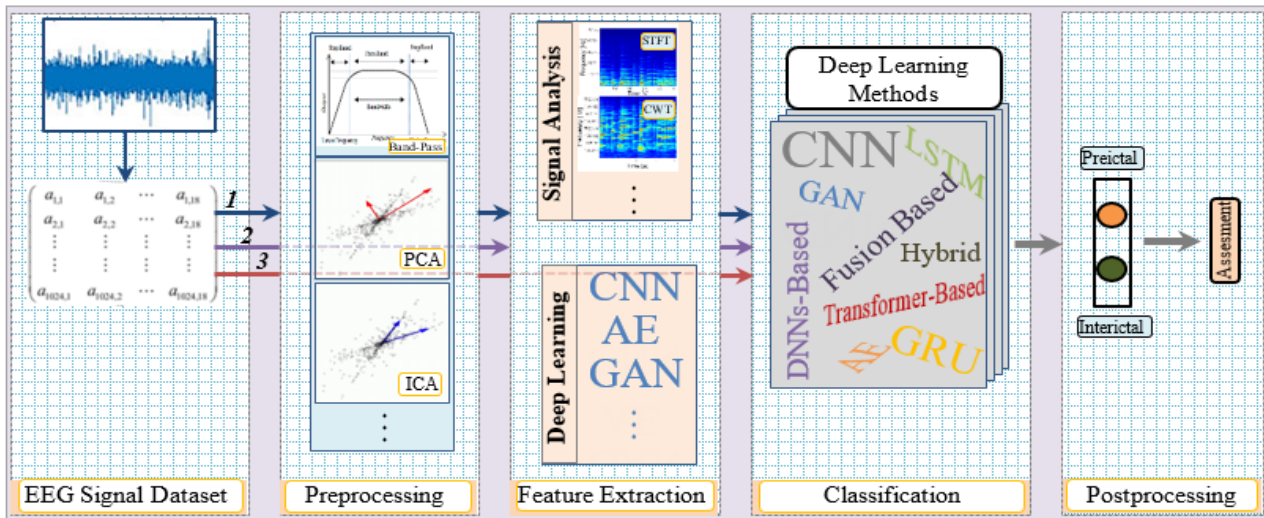 a1,1 a1,2 ⋯ a1,18
a2,1 a2,2 ⋯ a2,18
⋮ ⋮ ⋮ ⋮
⋮ ⋮ ⋮ ⋮
a1024,1 a1024,2 ⋯ a1024,18
1
2
3
EEG Signal Dataset
Bandwidth
Band-Pass
PCA
ICA
Preprocessing
Signal Analysis
STFT
CWT
Deep Learning
CNN
AE
GAN
Feature Extraction
Deep Learning
Methods
CNN
LSTM
GAN
Fusion Based
Hybrid
DNNs-Based
Transformer-Based
AE
GRU
Classification
Preictal
Interictal
Assesment
Postprocessing